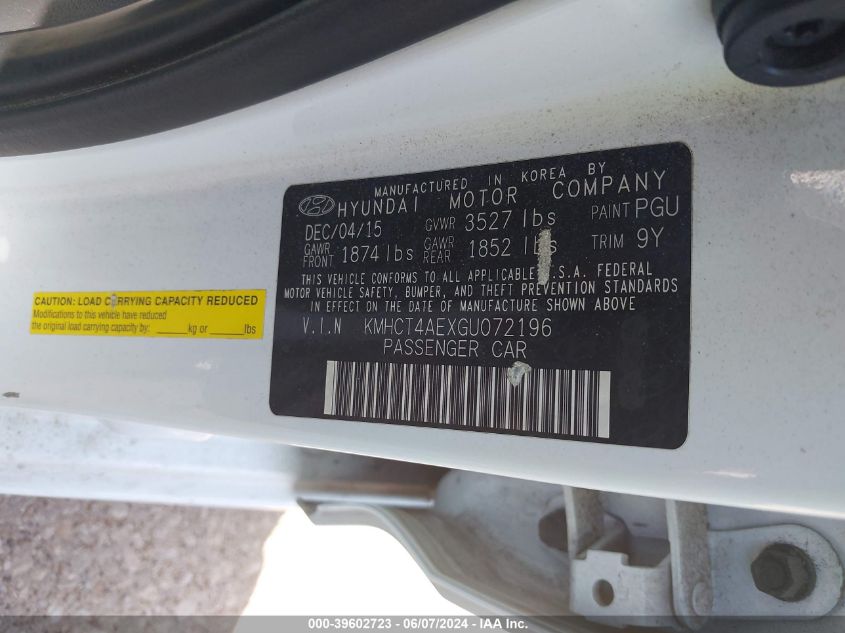 MANUFACTURED IN KOREA BY
HYUNDAI MOTOR COMPANY
DEC/04/15 GVWR 3527 lbs PAINT PGU
GAWR FRONT 1874 lbs GAWR REAR 1852 lbs TRIM 9Y
THIS VEHICLE CONFORMS TO ALL APPLICABLE U.S.A. FEDERAL
MOTOR VEHICLE SAFETY, BUMPER, AND THEFT PREVENTION STANDARDS
IN EFFECT ON THE DATE OF MANUFACTURE SHOWN ABOVE
V.I.N KMHCT4AEXGU072196
PASSENGER CAR
CAUTION: LOAD CARRYING CAPACITY REDUCED
Modifications to this vehicle have reduced
the original load carrying capacity by: _____kg or ____lbs
000-39602723 - 06/07/2024 - IAA Inc.